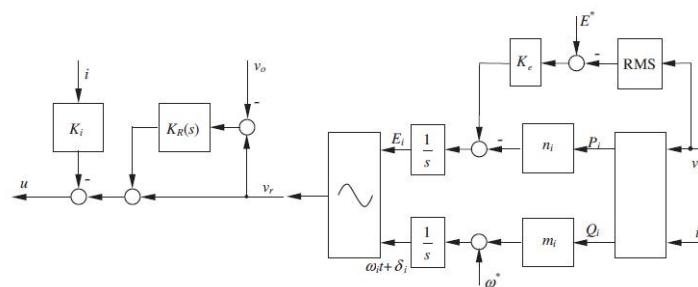 E*
K_e
-
RMS
i
v_o
-
K_i
K_R(s)
E_i
1/s
-
n_i
P_i
v
u
-
v_r
Q_i
i
1/s
m_i
ω_i t+δ_i
ω*